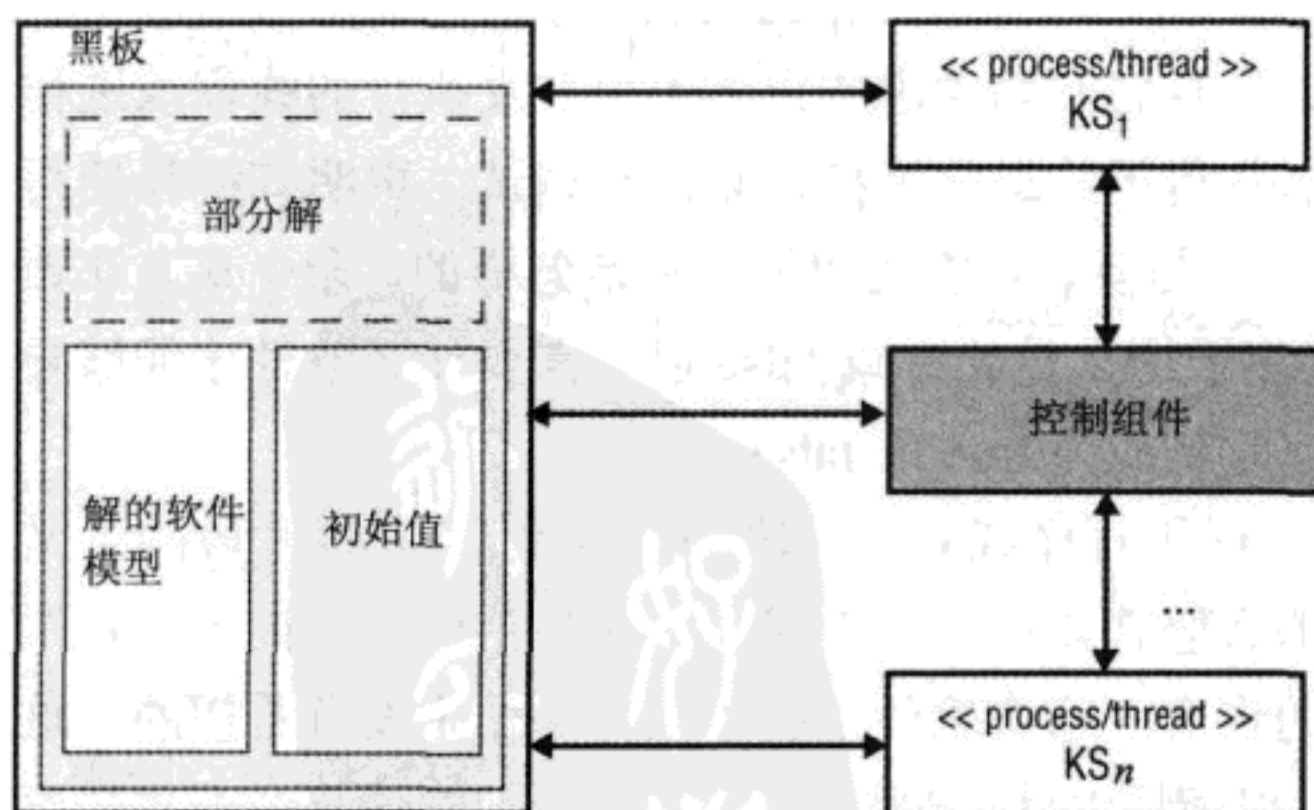 黑板
部分解
解的软件
模型
初始值
<< process/thread >>
KS1
控制组件
...
<< process/thread >>
KSn